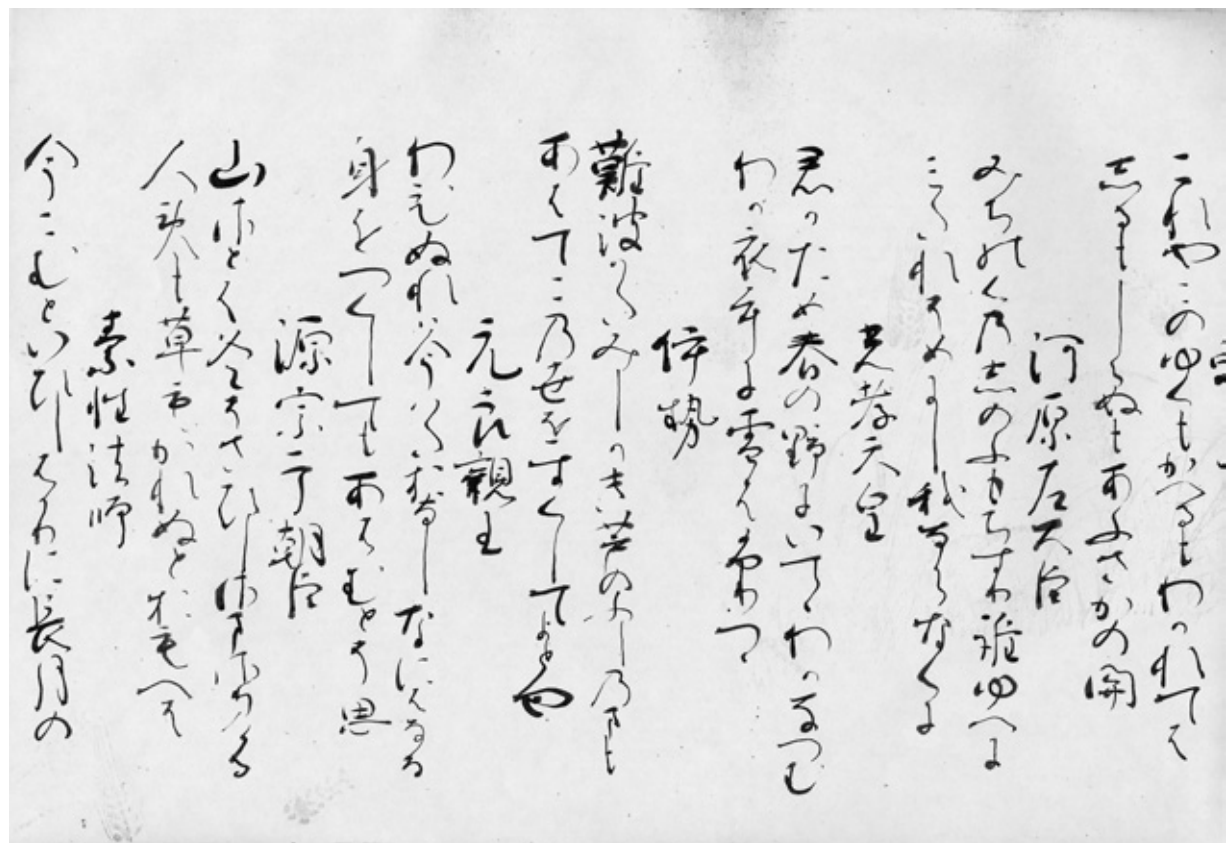 これやこのゆくもかへるもわかれては
志るもしらぬもあふさかの関
河原左大臣
みちのくの志のふもちすり誰ゆへに
みたれそめにし我ならなくに
光孝天皇
君かため春の野にいてゝわかなつむ
わか衣手に雪はふりつゝ
伊勢
難波かたみしかき芦のふしのまも
あはてこの世をすくしてよとや
元良親王
わひぬれは今はたおなしなにはなる
身をつくしてもあはむとそ思
源宗于朝臣
山さとは冬そさひしさまさりける
人めも草もかれぬとおもへは
素性法師
今こむといひしはかりに長月の